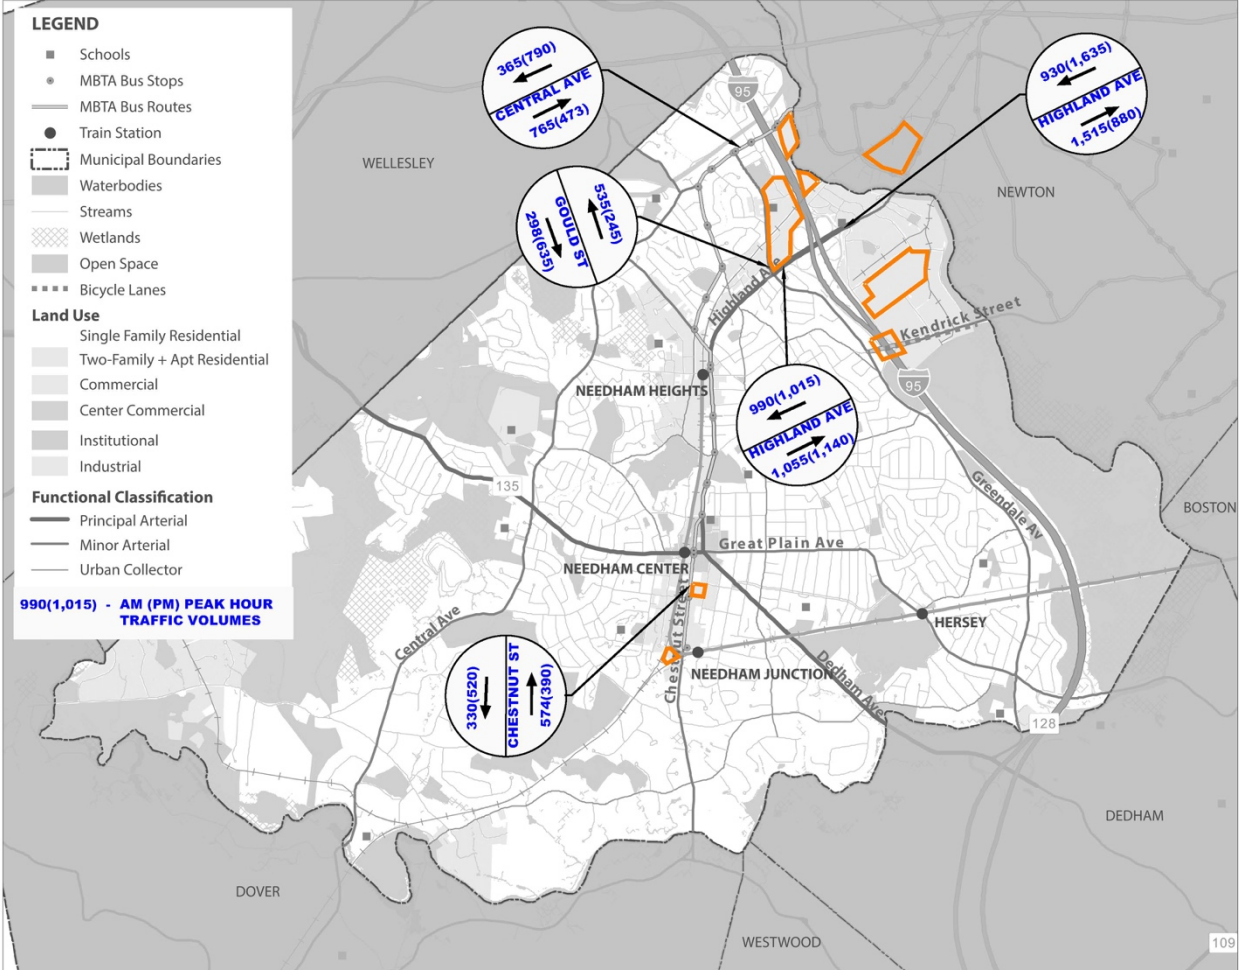 LEGEND
Schools
MBTA Bus Stops
MBTA Bus Routes
Train Station
Municipal Boundaries
Waterbodies
Streams
Wetlands
Open Space
Bicycle Lanes
Land Use
Single Family Residential
Two-Family + Apt Residential
Commercial
Center Commercial
Institutional
Industrial
Functional Classification
Principal Arterial
Minor Arterial
Urban Collector
990(1,015) - AM (PM) PEAK HOUR
TRAFFIC VOLUMES
365(790)
CENTRAL AVE
765(473)
930(1,635)
HIGHLAND AVE
1,515(880)
95
WELLESLEY
NEWTON
535(245)
GOULD ST
298(635)
Highland Ave
Kendrick Street
95
NEEDHAM HEIGHTS
990(1,015)
HIGHLAND AVE
1,055(1,140)
135
Greendale Av
BOSTON
Great Plain Ave
NEEDHAM CENTER
Central Ave
Chestnut Street
HERSEY
NEEDHAM JUNCTION
Dedham Ave
330(520)
CHESTNUT ST
574(390)
128
DEDHAM
DOVER
WESTWOOD
109